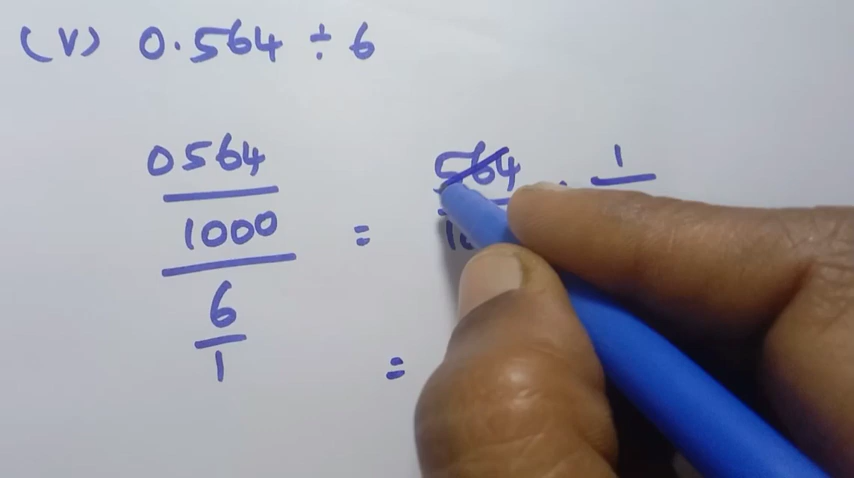 (V) 0.564 ÷ 6
0564 564 . 1
1000 =
6
1 =